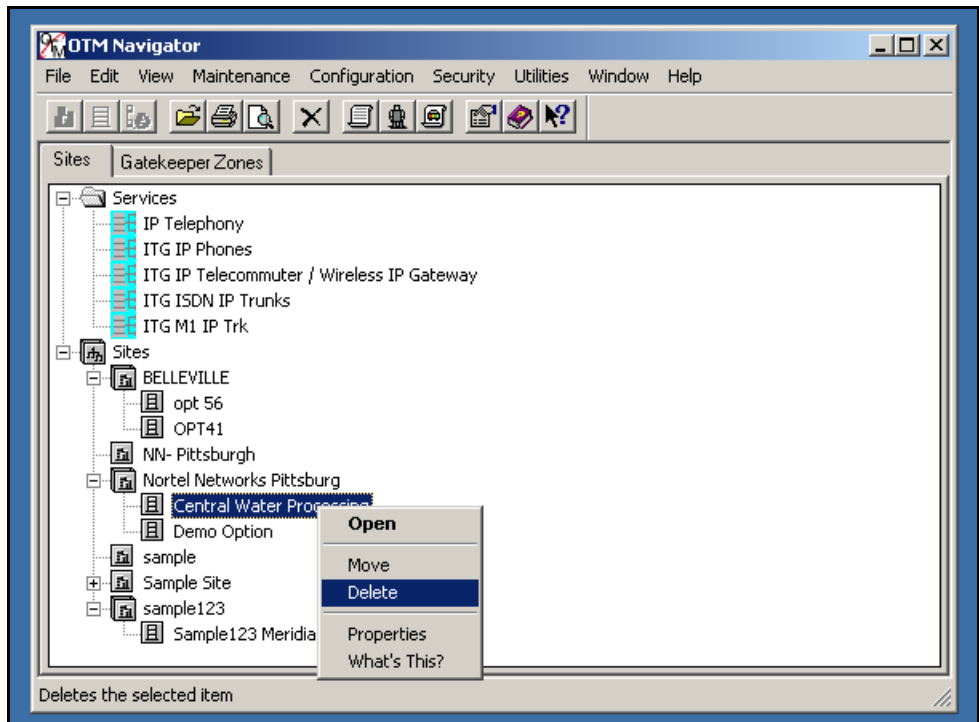 OTM Navigator
File Edit View Maintenance Configuration Security Utilities Window Help
Sites Gatekeeper Zones
Services
IP Telephony
ITG IP Phones
ITG IP Telecommuter / Wireless IP Gateway
ITG ISDN IP Trunks
ITG M1 IP Trk
Sites
BELLEVILLE
opt 56
OPT41
NN- Pittsburgh
Nortel Networks Pittsburg
Central Water Processing
Demo Option
sample
Sample Site
sample123
Sample123 Meridia
Open
Move
Delete
Properties
What's This?
Deletes the selected item